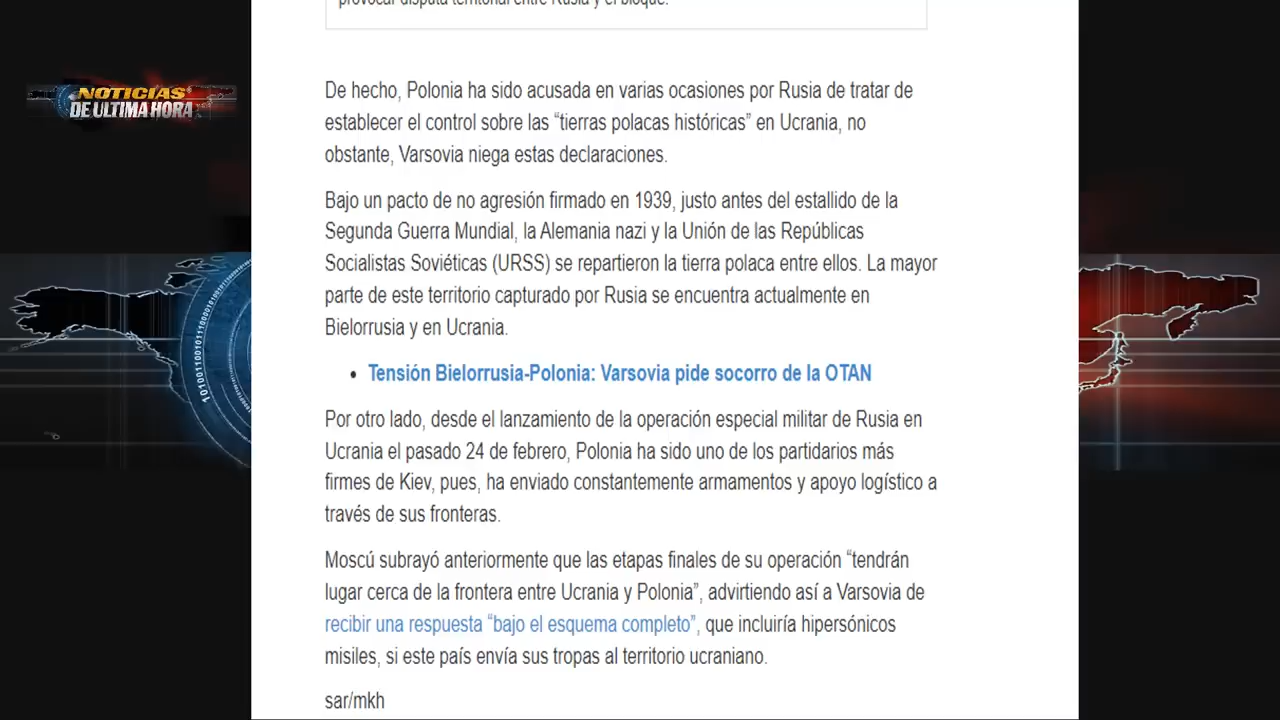 provocar disputa territorial entre Rusia y el bloque.
NOTICIAS
DE ULTIMA HORA
De hecho, Polonia ha sido acusada en varias ocasiones por Rusia de tratar de
establecer el control sobre las “tierras polacas históricas” en Ucrania, no
obstante, Varsovia niega estas declaraciones.
Bajo un pacto de no agresión firmado en 1939, justo antes del estallido de la
Segunda Guerra Mundial, la Alemania nazi y la Unión de las Repúblicas
Socialistas Soviéticas (URSS) se repartieron la tierra polaca entre ellos. La mayor
parte de este territorio capturado por Rusia se encuentra actualmente en
Bielorrusia y en Ucrania.
• Tensión Bielorrusia-Polonia: Varsovia pide socorro de la OTAN
Por otro lado, desde el lanzamiento de la operación especial militar de Rusia en
Ucrania el pasado 24 de febrero, Polonia ha sido uno de los partidarios más
firmes de Kiev, pues, ha enviado constantemente armamentos y apoyo logístico a
través de sus fronteras.
Moscú subrayó anteriormente que las etapas finales de su operación “tendrán
lugar cerca de la frontera entre Ucrania y Polonia”, advirtiendo así a Varsovia de
recibir una respuesta “bajo el esquema completo”, que incluiría hipersónicos
misiles, si este país envía sus tropas al territorio ucraniano.
sar/mkh